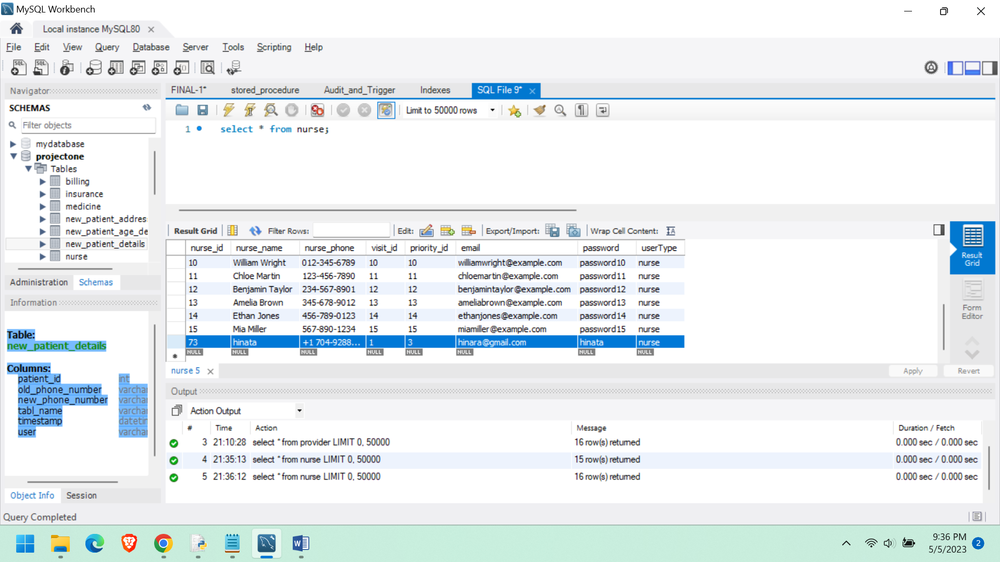 MySQL Workbench
Local instance MySQL80
File Edit View Query Database Server Tools Scripting Help
Navigator
SCHEMAS
Filter objects
mydatabase
projectone
Tables
billing
insurance
medicine
new_patient_addres
new_patient_age_de
new_patient_details
nurse
Administration Schemas
Information
Table:
new_patient_details
Columns:
patient_id int
old_phone_number varcha
new_phone_number varcha
tabl_name varcha
timestamp datetin
user varcha
Object Info Session
Query Completed
FINAL-1* stored_procedure Audit_and_Trigger Indexes SQL File 9*
Limit to 50000 rows
1 select * from nurse;
Result Grid Filter Rows: Edit: Export/Import: Wrap Cell Content:
nurse_id nurse_name nurse_phone visit_id priority_id email password userType
10 William Wright 012-345-6789 10 10 williamwright@example.com password10 nurse
11 Chloe Martin 123-456-7890 11 11 chloemartin@example.com password11 nurse
12 Benjamin Taylor 234-567-8901 12 12 benjamintaylor@example.com password12 nurse
13 Amelia Brown 345-678-9012 13 13 ameliabrown@example.com password13 nurse
14 Ethan Jones 456-789-0123 14 14 ethanjones@example.com password14 nurse
15 Mia Miller 567-890-1234 15 15 miamiller@example.com password15 nurse
73 hinata +1 704-9288... 1 3 hinara@gmail.com hinata nurse
NULL NULL NULL NULL NULL NULL NULL NULL
Result
Grid
Form
Editor
nurse 5
Apply Revert
Output
Action Output
# Time Action Message Duration / Fetch
3 21:10:28 select * from provider LIMIT 0, 50000 16 row(s) returned 0.000 sec / 0.000 sec
4 21:35:13 select * from nurse LIMIT 0, 50000 15 row(s) returned 0.000 sec / 0.000 sec
5 21:36:12 select * from nurse LIMIT 0, 50000 16 row(s) returned 0.000 sec / 0.000 sec
9:36 PM
5/5/2023
2